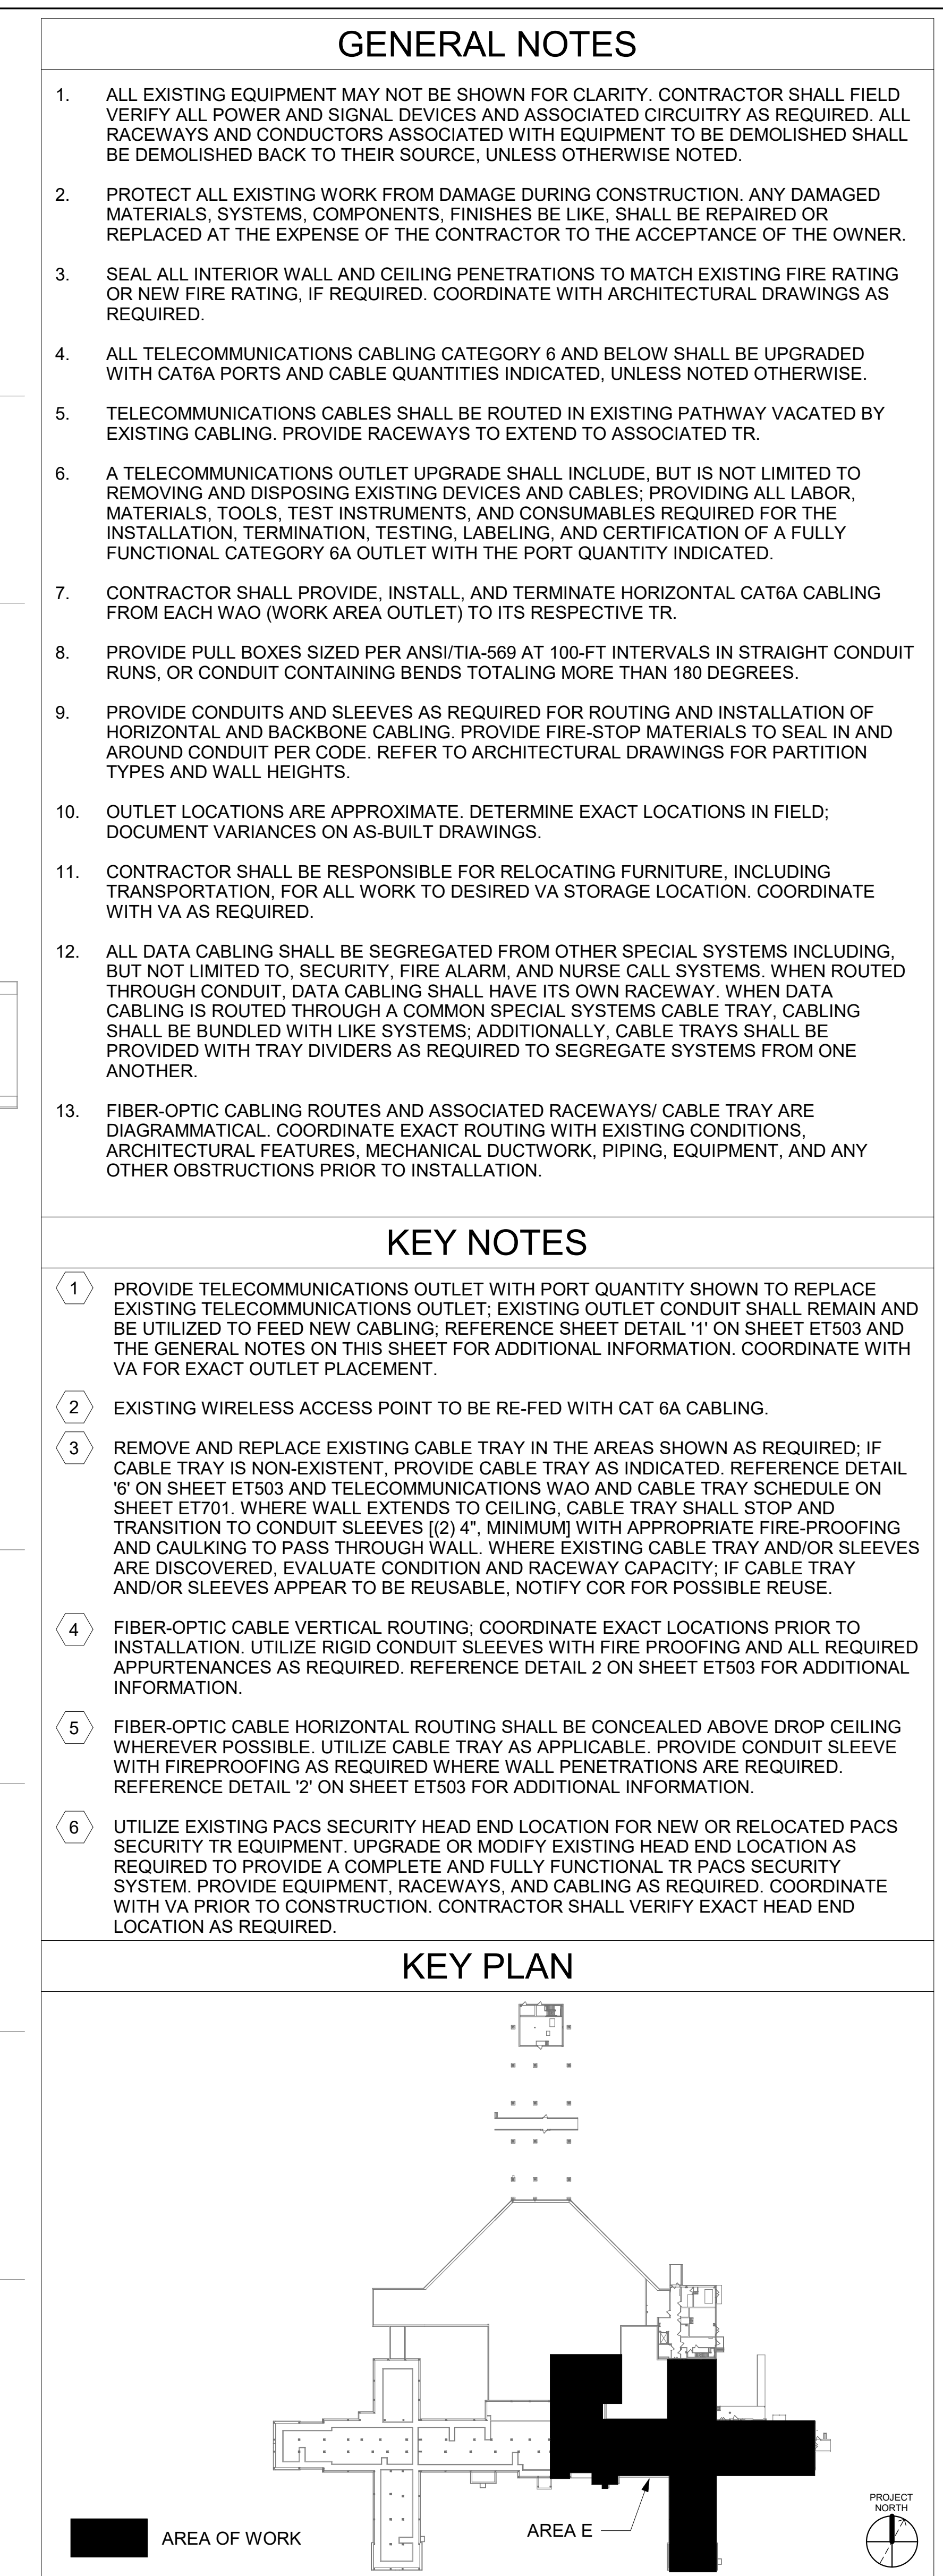 GENERAL NOTES
1. ALL EXISTING EQUIPMENT MAY NOT BE SHOWN FOR CLARITY. CONTRACTOR SHALL FIELD
VERIFY ALL POWER AND SIGNAL DEVICES AND ASSOCIATED CIRCUITRY AS REQUIRED. ALL
RACEWAYS AND CONDUCTORS ASSOCIATED WITH EQUIPMENT TO BE DEMOLISHED SHALL
BE DEMOLISHED BACK TO THEIR SOURCE, UNLESS OTHERWISE NOTED.
2. PROTECT ALL EXISTING WORK FROM DAMAGE DURING CONSTRUCTION. ANY DAMAGED
MATERIALS, SYSTEMS, COMPONENTS, FINISHES BE LIKE, SHALL BE REPAIRED OR
REPLACED AT THE EXPENSE OF THE CONTRACTOR TO THE ACCEPTANCE OF THE OWNER.
3. SEAL ALL INTERIOR WALL AND CEILING PENETRATIONS TO MATCH EXISTING FIRE RATING
OR NEW FIRE RATING, IF REQUIRED. COORDINATE WITH ARCHITECTURAL DRAWINGS AS
REQUIRED.
4. ALL TELECOMMUNICATIONS CABLING CATEGORY 6 AND BELOW SHALL BE UPGRADED
WITH CAT6A PORTS AND CABLE QUANTITIES INDICATED, UNLESS NOTED OTHERWISE.
5. TELECOMMUNICATIONS CABLES SHALL BE ROUTED IN EXISTING PATHWAY VACATED BY
EXISTING CABLING. PROVIDE RACEWAYS TO EXTEND TO ASSOCIATED TR.
6. A TELECOMMUNICATIONS OUTLET UPGRADE SHALL INCLUDE, BUT IS NOT LIMITED TO
REMOVING AND DISPOSING EXISTING DEVICES AND CABLES; PROVIDING ALL LABOR,
MATERIALS, TOOLS, TEST INSTRUMENTS, AND CONSUMABLES REQUIRED FOR THE
INSTALLATION, TERMINATION, TESTING, LABELING, AND CERTIFICATION OF A FULLY
FUNCTIONAL CATEGORY 6A OUTLET WITH THE PORT QUANTITY INDICATED.
7. CONTRACTOR SHALL PROVIDE, INSTALL, AND TERMINATE HORIZONTAL CAT6A CABLING
FROM EACH WAO (WORK AREA OUTLET) TO ITS RESPECTIVE TR.
8. PROVIDE PULL BOXES SIZED PER ANSI/TIA-569 AT 100-FT INTERVALS IN STRAIGHT CONDUIT
RUNS, OR CONDUIT CONTAINING BENDS TOTALING MORE THAN 180 DEGREES.
9. PROVIDE CONDUITS AND SLEEVES AS REQUIRED FOR ROUTING AND INSTALLATION OF
HORIZONTAL AND BACKBONE CABLING. PROVIDE FIRE-STOP MATERIALS TO SEAL IN AND
AROUND CONDUIT PER CODE. REFER TO ARCHITECTURAL DRAWINGS FOR PARTITION
TYPES AND WALL HEIGHTS.
10. OUTLET LOCATIONS ARE APPROXIMATE. DETERMINE EXACT LOCATIONS IN FIELD;
DOCUMENT VARIANCES ON AS-BUILT DRAWINGS.
11. CONTRACTOR SHALL BE RESPONSIBLE FOR RELOCATING FURNITURE, INCLUDING
TRANSPORTATION, FOR ALL WORK TO DESIRED VA STORAGE LOCATION. COORDINATE
WITH VA AS REQUIRED.
12. ALL DATA CABLING SHALL BE SEGREGATED FROM OTHER SPECIAL SYSTEMS INCLUDING,
BUT NOT LIMITED TO, SECURITY, FIRE ALARM, AND NURSE CALL SYSTEMS. WHEN ROUTED
THROUGH CONDUIT, DATA CABLING SHALL HAVE ITS OWN RACEWAY. WHEN DATA
CABLING IS ROUTED THROUGH A COMMON SPECIAL SYSTEMS CABLE TRAY, CABLING
SHALL BE BUNDLED WITH LIKE SYSTEMS; ADDITIONALLY, CABLE TRAYS SHALL BE
PROVIDED WITH TRAY DIVIDERS AS REQUIRED TO SEGREGATE SYSTEMS FROM ONE
ANOTHER.
13. FIBER-OPTIC CABLING ROUTES AND ASSOCIATED RACEWAYS/ CABLE TRAY ARE
DIAGRAMMATICAL. COORDINATE EXACT ROUTING WITH EXISTING CONDITIONS,
ARCHITECTURAL FEATURES, MECHANICAL DUCTWORK, PIPING, EQUIPMENT, AND ANY
OTHER OBSTRUCTIONS PRIOR TO INSTALLATION.
KEY NOTES
1 PROVIDE TELECOMMUNICATIONS OUTLET WITH PORT QUANTITY SHOWN TO REPLACE
EXISTING TELECOMMUNICATIONS OUTLET; EXISTING OUTLET CONDUIT SHALL REMAIN AND
BE UTILIZED TO FEED NEW CABLING; REFERENCE SHEET DETAIL '1' ON SHEET ET503 AND
THE GENERAL NOTES ON THIS SHEET FOR ADDITIONAL INFORMATION. COORDINATE WITH
VA FOR EXACT OUTLET PLACEMENT.
2 EXISTING WIRELESS ACCESS POINT TO BE RE-FED WITH CAT 6A CABLING.
3 REMOVE AND REPLACE EXISTING CABLE TRAY IN THE AREAS SHOWN AS REQUIRED; IF
CABLE TRAY IS NON-EXISTENT, PROVIDE CABLE TRAY AS INDICATED. REFERENCE DETAIL
'6' ON SHEET ET503 AND TELECOMMUNICATIONS WAO AND CABLE TRAY SCHEDULE ON
SHEET ET701. WHERE WALL EXTENDS TO CEILING, CABLE TRAY SHALL STOP AND
TRANSITION TO CONDUIT SLEEVES [(2) 4", MINIMUM] WITH APPROPRIATE FIRE-PROOFING
AND CAULKING TO PASS THROUGH WALL. WHERE EXISTING CABLE TRAY AND/OR SLEEVES
ARE DISCOVERED, EVALUATE CONDITION AND RACEWAY CAPACITY; IF CABLE TRAY
AND/OR SLEEVES APPEAR TO BE REUSABLE, NOTIFY COR FOR POSSIBLE REUSE.
4 FIBER-OPTIC CABLE VERTICAL ROUTING; COORDINATE EXACT LOCATIONS PRIOR TO
INSTALLATION. UTILIZE RIGID CONDUIT SLEEVES WITH FIRE PROOFING AND ALL REQUIRED
APPURTENANCES AS REQUIRED. REFERENCE DETAIL 2 ON SHEET ET503 FOR ADDITIONAL
INFORMATION.
5 FIBER-OPTIC CABLE HORIZONTAL ROUTING SHALL BE CONCEALED ABOVE DROP CEILING
WHEREVER POSSIBLE. UTILIZE CABLE TRAY AS APPLICABLE. PROVIDE CONDUIT SLEEVE
WITH FIREPROOFING AS REQUIRED WHERE WALL PENETRATIONS ARE REQUIRED.
REFERENCE DETAIL '2' ON SHEET ET503 FOR ADDITIONAL INFORMATION.
6 UTILIZE EXISTING PACS SECURITY HEAD END LOCATION FOR NEW OR RELOCATED PACS
SECURITY TR EQUIPMENT. UPGRADE OR MODIFY EXISTING HEAD END LOCATION AS
REQUIRED TO PROVIDE A COMPLETE AND FULLY FUNCTIONAL TR PACS SECURITY
SYSTEM. PROVIDE EQUIPMENT, RACEWAYS, AND CABLING AS REQUIRED. COORDINATE
WITH VA PRIOR TO CONSTRUCTION. CONTRACTOR SHALL VERIFY EXACT HEAD END
LOCATION AS REQUIRED.
KEY PLAN
PROJECT
NORTH
AREA E
AREA OF WORK